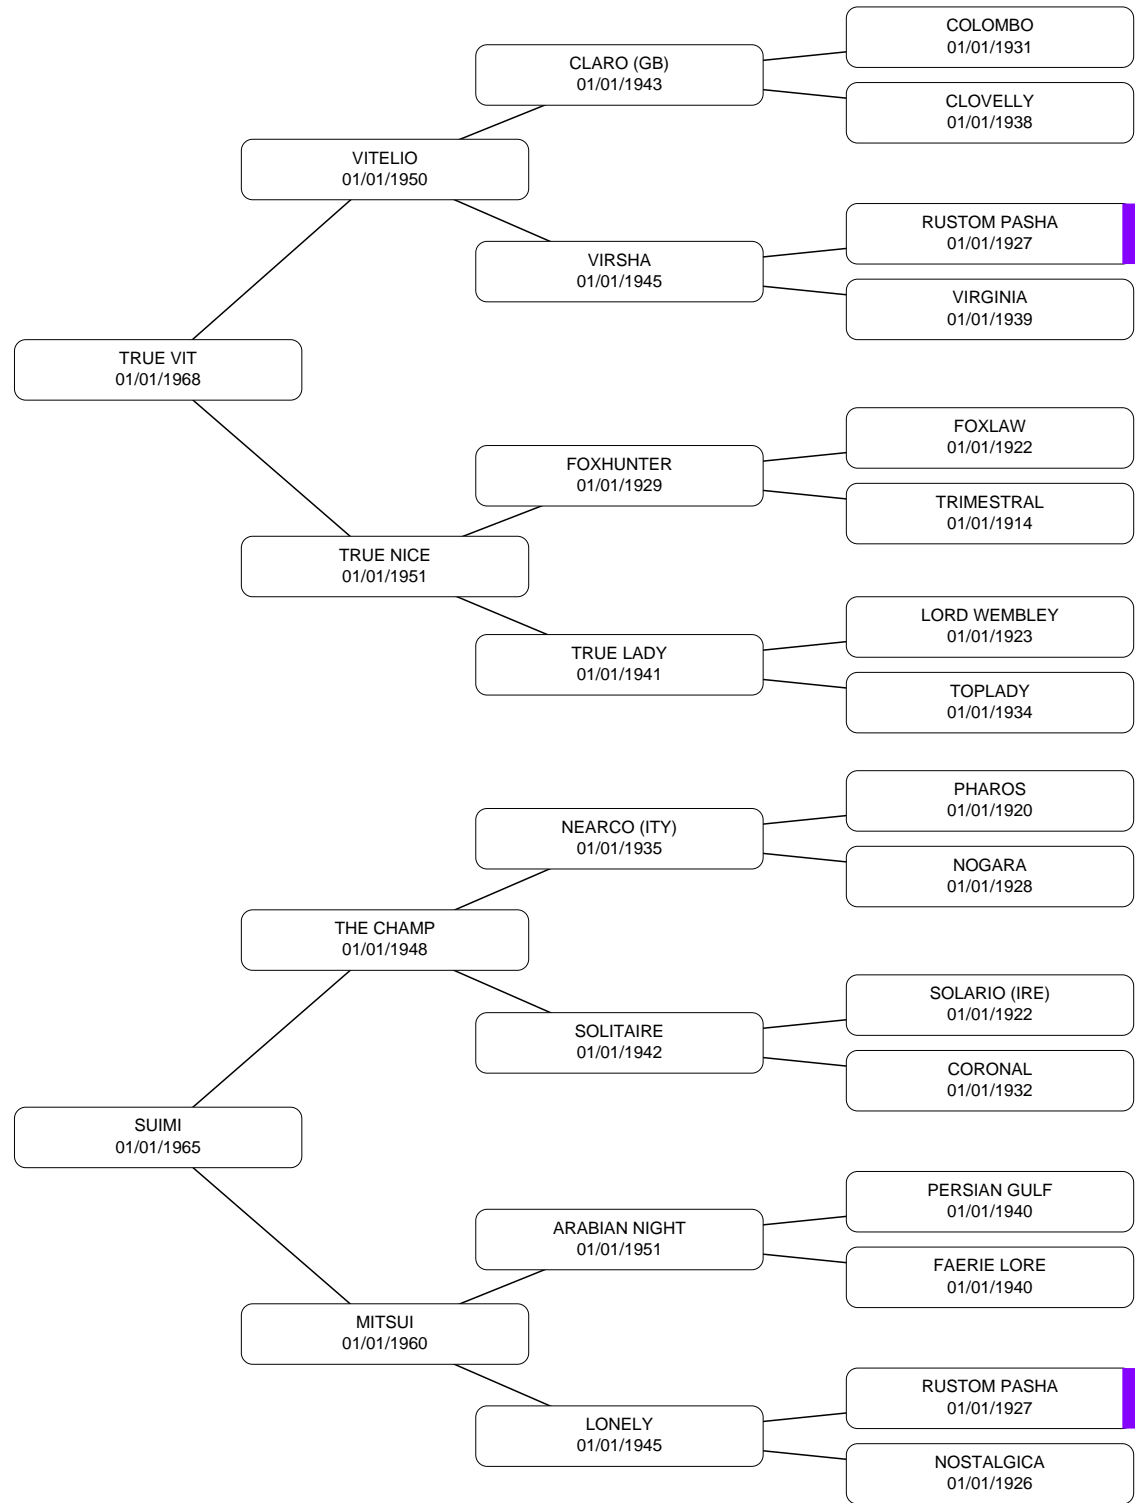 COLOMBO
01/01/1931
CLARO (GB)
01/01/1943
CLOVELLY
01/01/1938
VITELIO
01/01/1950
RUSTOM PASHA
01/01/1927
VIRSHA
01/01/1945
VIRGINIA
01/01/1939
TRUE VIT
01/01/1968
FOXLAW
01/01/1922
FOXHUNTER
01/01/1929
TRIMESTRAL
01/01/1914
TRUE NICE
01/01/1951
LORD WEMBLEY
01/01/1923
TRUE LADY
01/01/1941
TOPLADY
01/01/1934
PHAROS
01/01/1920
NEARCO (ITY)
01/01/1935
NOGARA
01/01/1928
THE CHAMP
01/01/1948
SOLARIO (IRE)
01/01/1922
SOLITAIRE
01/01/1942
CORONAL
01/01/1932
SUIMI
01/01/1965
PERSIAN GULF
01/01/1940
ARABIAN NIGHT
01/01/1951
FAERIE LORE
01/01/1940
MITSUI
01/01/1960
RUSTOM PASHA
01/01/1927
LONELY
01/01/1945
NOSTALGICA
01/01/1926